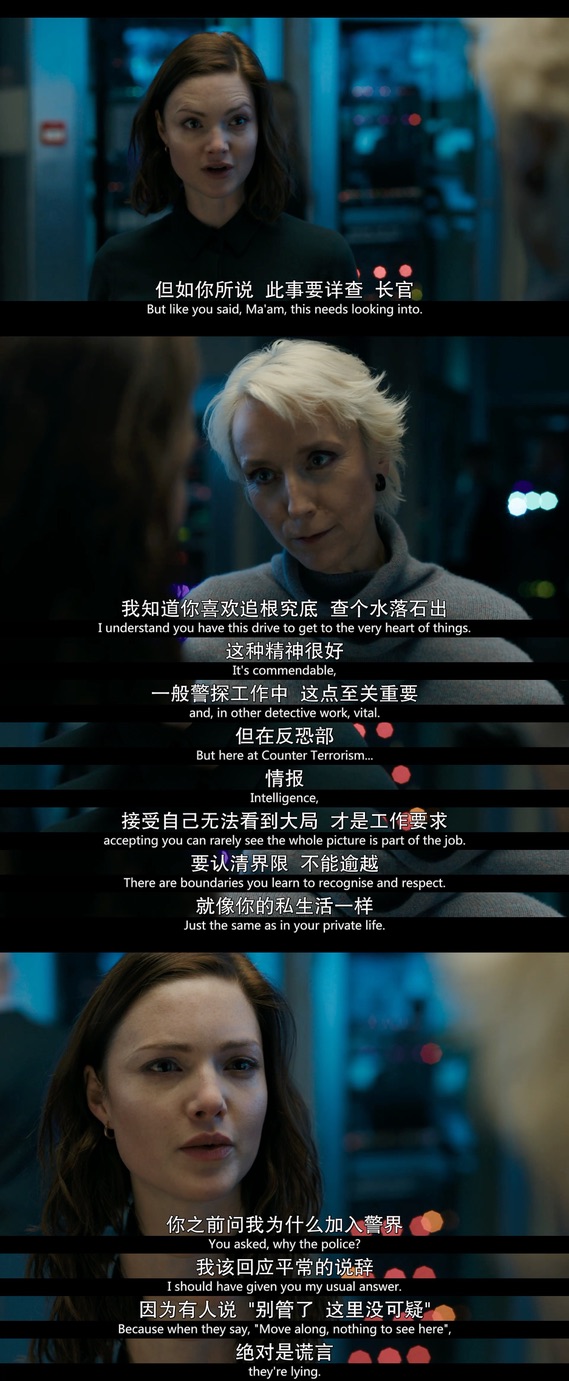 但如你所说 此事要详查 长官
But like you said, Ma'am, this needs looking into.
我知道你喜欢追根究底 查个水落石出
I understand you have this drive to get to the very heart of things.
这种精神很好
It's commendable,
一般警探工作中 这点至关重要
and, in other detective work, vital.
但在反恐部
But here at Counter Terrorism...
情报
Intelligence,
接受自己无法看到大局 才是工作要求
accepting you can rarely see the whole picture is part of the job.
要认清界限 不能逾越
There are boundaries you learn to recognise and respect.
就像你的私生活一样
Just the same as in your private life.
你之前问我为什么加入警界
You asked, why the police?
我该回应平常的说辞
I should have given you my usual answer.
因为有人说 "别管了 这里没可疑"
Because when they say, "Move along, nothing to see here",
绝对是谎言
they're lying.